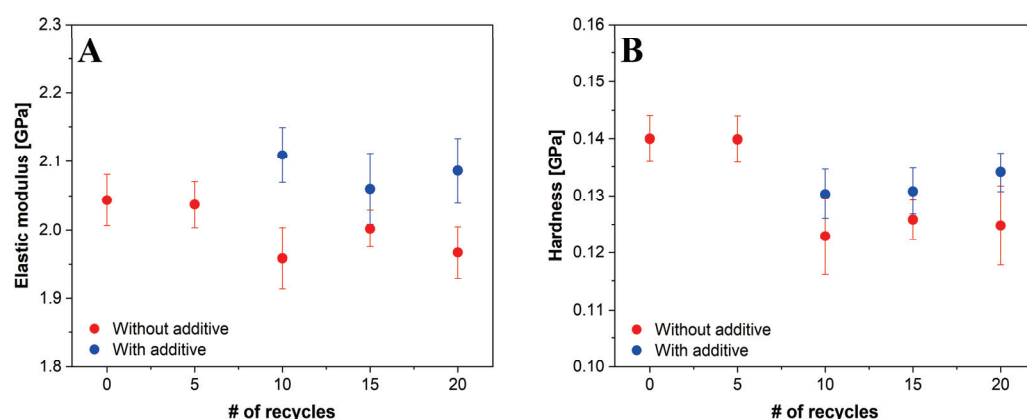 A
Elastic modulus [GPa]
2.3
2.2
2.1
2.0
1.9
1.8
Without additive
With additive
0 5 10 15 20
# of recycles
B
Hardness [GPa]
0.16
0.15
0.14
0.13
0.12
0.11
0.10
Without additive
With additive
0 5 10 15 20
# of recycles